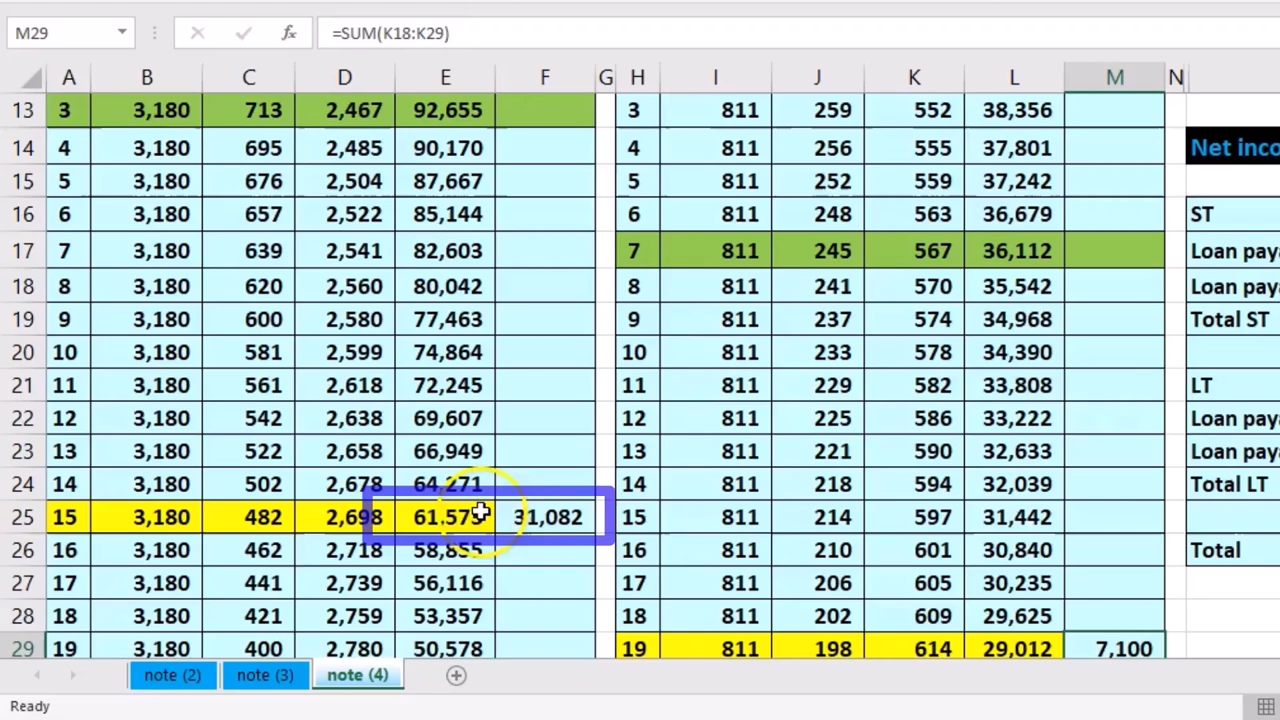 M29 fx =SUM(K18:K29)
A B C D E F G H I J K L M N
13 3 3,180 713 2,467 92,655 3 811 259 552 38,356
14 4 3,180 695 2,485 90,170 4 811 256 555 37,801 Net inco
15 5 3,180 676 2,504 87,667 5 811 252 559 37,242
16 6 3,180 657 2,522 85,144 6 811 248 563 36,679 ST
17 7 3,180 639 2,541 82,603 7 811 245 567 36,112 Loan paya
18 8 3,180 620 2,560 80,042 8 811 241 570 35,542 Loan paya
19 9 3,180 600 2,580 77,463 9 811 237 574 34,968 Total ST
20 10 3,180 581 2,599 74,864 10 811 233 578 34,390
21 11 3,180 561 2,618 72,245 11 811 229 582 33,808 LT
22 12 3,180 542 2,638 69,607 12 811 225 586 33,222 Loan paya
23 13 3,180 522 2,658 66,949 13 811 221 590 32,633 Loan paya
24 14 3,180 502 2,678 64,271 14 811 218 594 32,039 Total LT
25 15 3,180 482 2,698 31,082 15 811 214 597 31,442
26 16 3,180 462 2,718 58,855 16 811 210 601 30,840 Total
27 17 3,180 441 2,739 56,116 17 811 206 605 30,235
28 18 3,180 421 2,759 53,357 18 811 202 609 29,625
29 19 3,180 400 2,780 50,578 19 811 198 614 29,012 7,100
note (2) note (3) note (4)
Ready